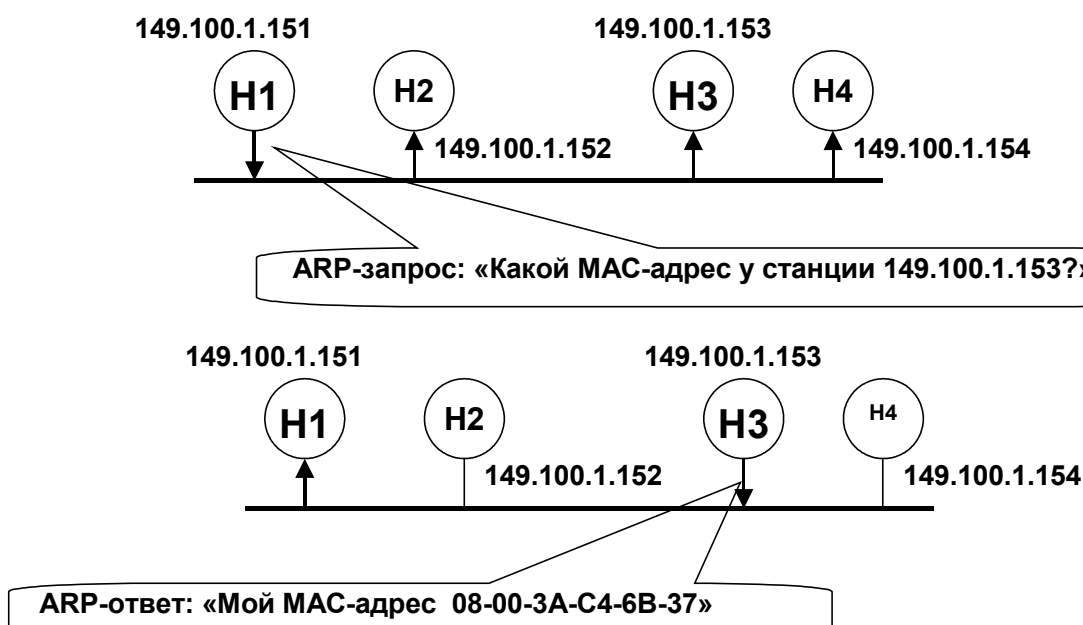 149.100.1.151 149.100.1.153
H1 H2 H3 H4
149.100.1.152 149.100.1.154
ARP-запрос: «Какой МАС-адрес у станции 149.100.1.153?»
149.100.1.151 149.100.1.153
H1 H2 H3 H4
149.100.1.152 149.100.1.154
ARP-ответ: «Мой МАС-адрес 08-00-3A-C4-6B-37»